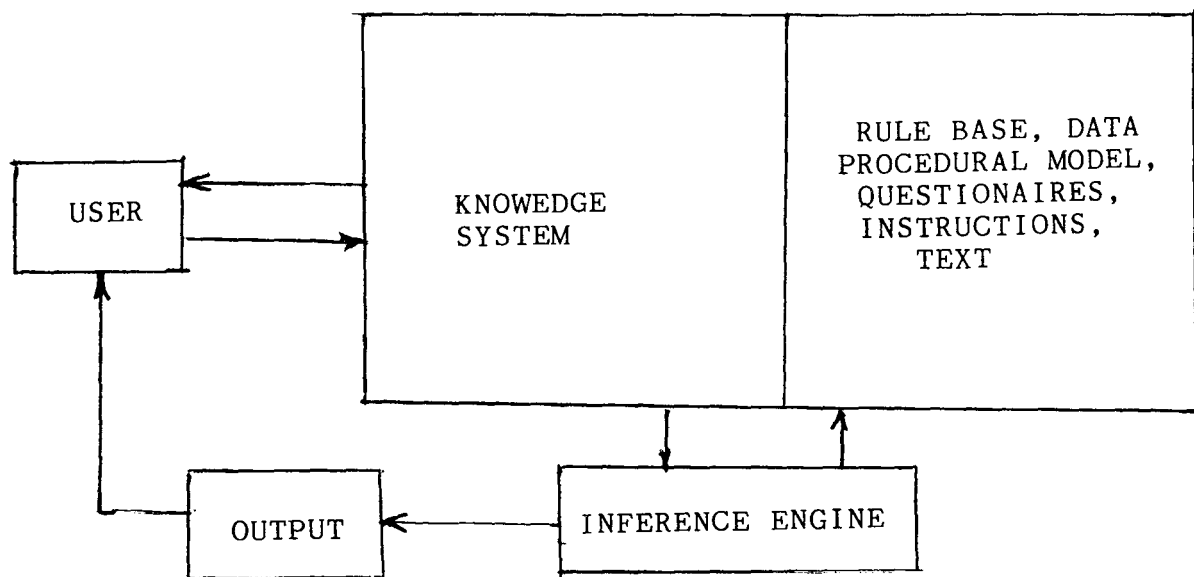 USER
KNOWEDGE
SYSTEM
RULE BASE, DATA
PROCEDURAL MODEL,
QUESTIONAIRES,
INSTRUCTIONS,
TEXT
OUTPUT
INFERENCE ENGINE